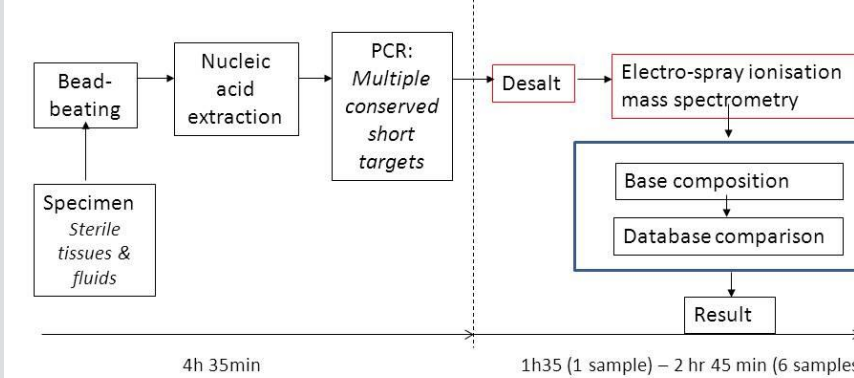 Bead-
beating
Nucleic
acid
extraction
PCR:
Multiple
conserved
short
targets
Desalt
Electro-spray ionisation
mass spectrometry
Specimen
Sterile
tissues &
fluids
Base composition
Database comparison
Result
4h 35min
1h35 (1 sample) – 2 hr 45 min (6 samples